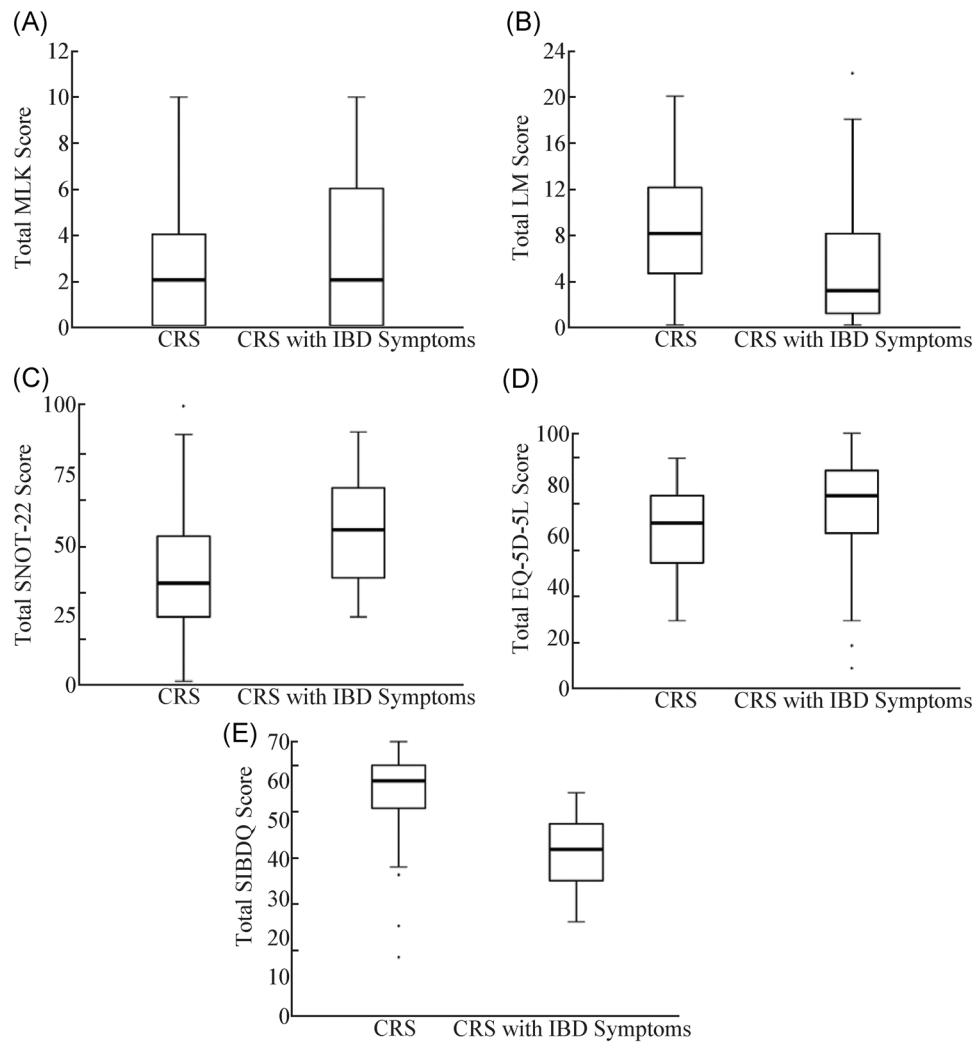 (A)
Total MLK Score
12
10
8
6
4
2
0
CRS
CRS with IBD Symptoms
(B)
Total LM Score
24
20
16
12
8
4
0
CRS
CRS with IBD Symptoms
(C)
Total SNOT-22 Score
100
75
50
25
0
CRS
CRS with IBD Symptoms
(D)
Total EQ-5D-5L Score
100
80
60
40
20
0
CRS
CRS with IBD Symptoms
(E)
Total SIBDQ Score
70
60
50
40
30
20
10
0
CRS
CRS with IBD Symptoms